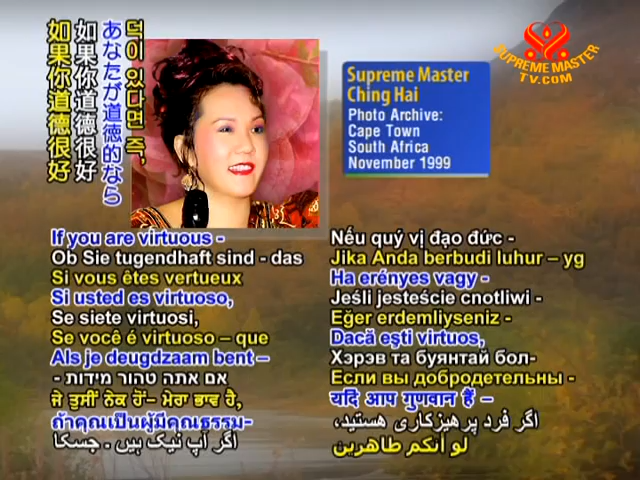 덕이 있다면 즉,
あなたが道徳的なら
如果你道德很好
如果你道德很好
SUPREME MASTER
TV.COM
Supreme Master
Ching Hai
Photo Archive:
Cape Town
South Africa
November 1999
If you are virtuous -
Ob Sie tugendhaft sind - das
Si vous êtes vertueux
Si usted es virtuoso,
Se siete virtuosi,
Se você é virtuoso – que
Als je deugdzaam bent –
אם אתה טהור מידות -
ਜੇ ਤੁਸੀਂ ਨੇਕ ਹੋਂ– ਮੇਰਾ ਭਾਵ ਹੈ,
ถ้าคุณเป็นผู้มีคุณธรรม-
اگر آپ نیک ہیں ۔ جسکا
Nếu quý vị đạo đức -
Jika Anda berbudi luhur – yg
Ha erényes vagy -
Jeśli jesteście cnotliwi -
Eğer erdemliyseniz -
Dacă eşti virtuos,
Хэрэв та буянтай бол-
Если вы добродетельны -
यदि आप गुणवान हैं –
اگر فرد پرهیزکاری هستید،
لو أنكم طاهرين